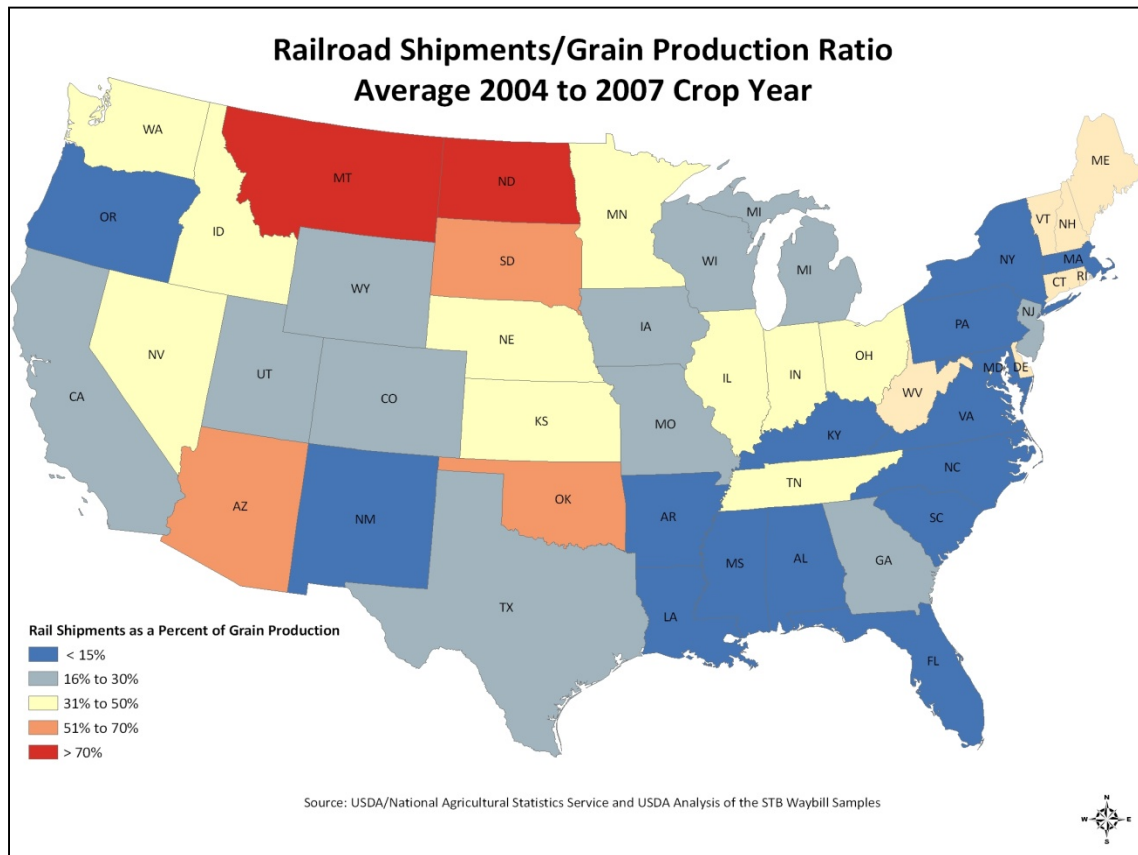 Railroad Shipments/Grain Production Ratio
Average 2004 to 2007 Crop Year
WA
MT
ND
MN
ME
OR
ID
SD
WI
MI
MI
VT
NH
NY
MA
CT
RI
WY
IA
PA
NJ
NV
UT
NE
IL
IN
OH
MD
DE
CA
CO
KS
MO
WV
VA
KY
AZ
NM
OK
AR
TN
NC
SC
TX
LA
MS
AL
GA
FL
Rail Shipments as a Percent of Grain Production
< 15%
16% to 30%
31% to 50%
51% to 70%
> 70%
Source: USDA/National Agricultural Statistics Service and USDA Analysis of the STB Waybill Samples
N
W
E
S